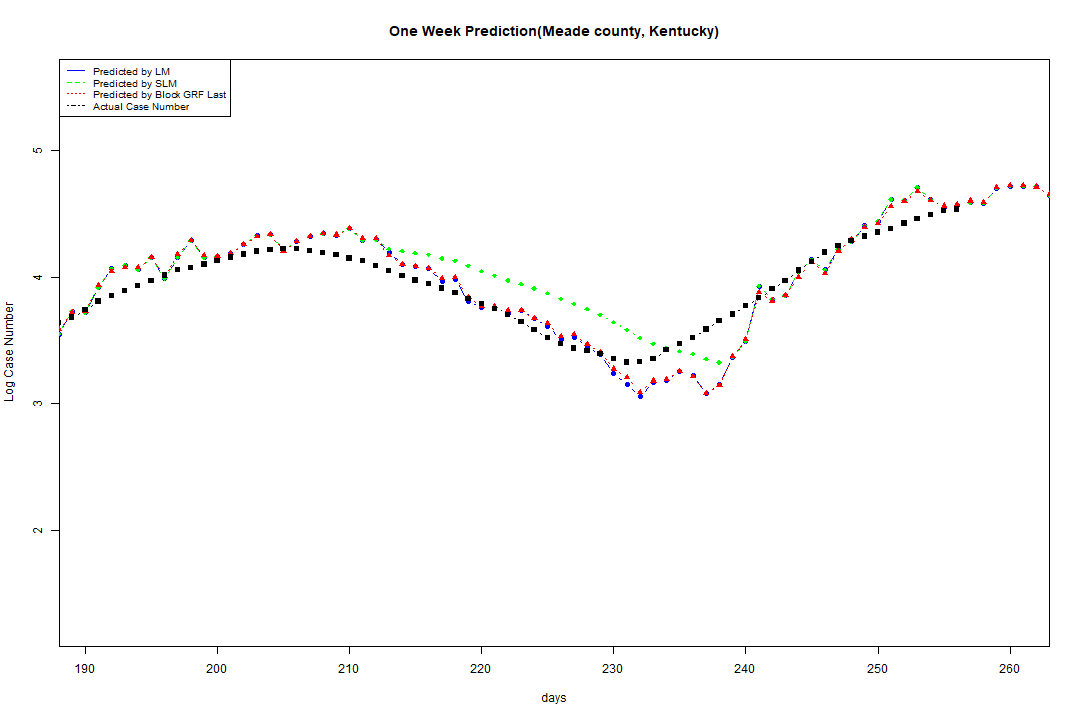 One Week Prediction(Meade county, Kentucky)
Predicted by LM
Predicted by SLM
Predicted by Block GRF Last
Actual Case Number
5
4
3
2
Log Case Number
190 200 210 220 230 240 250 260
days